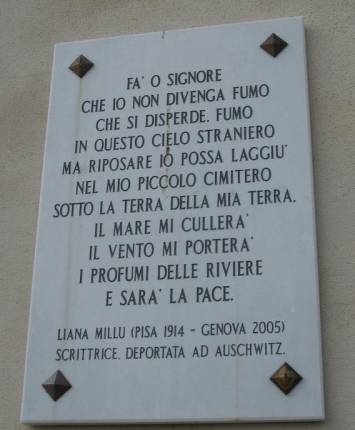 FA' O SIGNORE
CHE IO NON DIVENGA FUMO
CHE SI DISPERDE. FUMO
IN QUESTO CIELO STRANIERO
MA RIPOSARE IO POSSA LAGGIU'
NEL MIO PICCOLO CIMITERO
SOTTO LA TERRA DELLA MIA TERRA.
IL MARE MI CULLERA'
IL VENTO MI PORTERA'
I PROFUMI DELLE RIVIERE
E SARA' LA PACE.
LIANA MILLU (PISA 1914 - GENOVA 2005)
SCRITTRICE. DEPORTATA AD AUSCHWITZ.